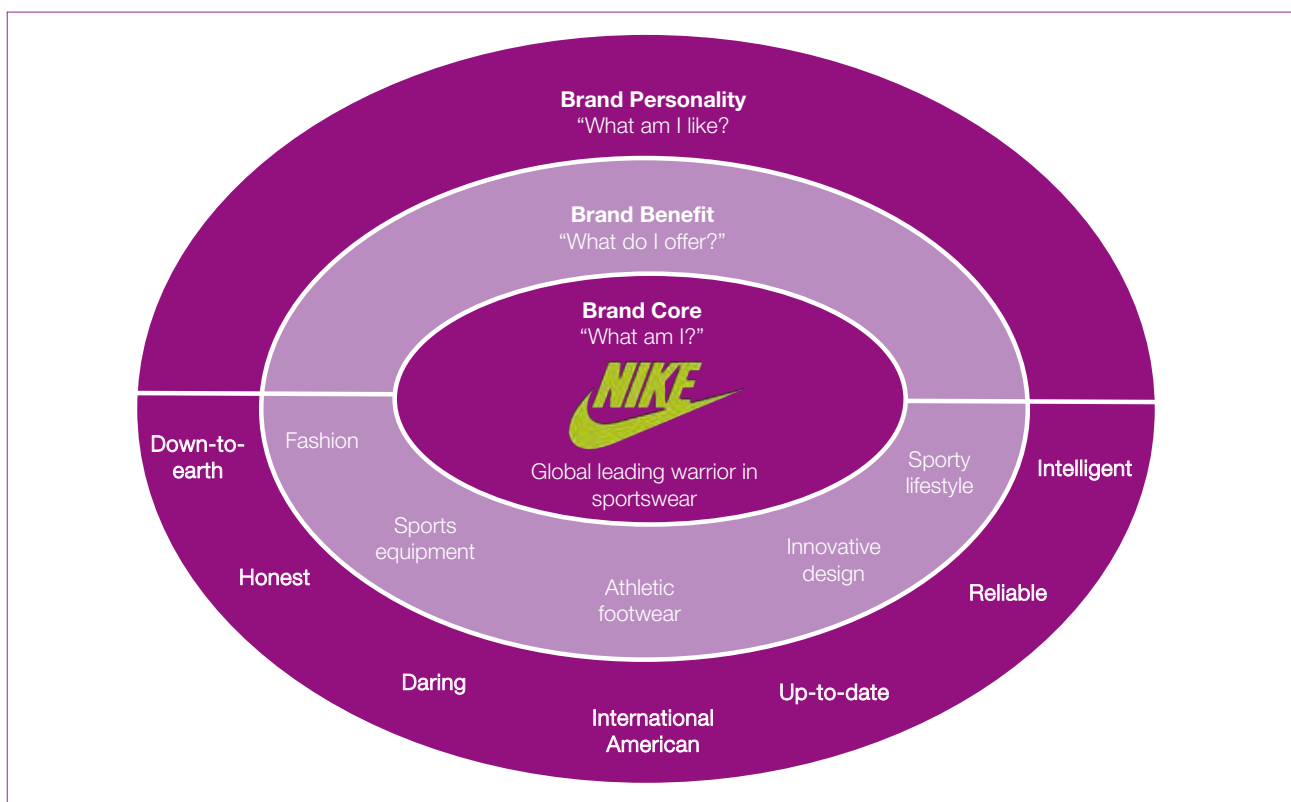 Brand Personality
“What am I like?
Brand Benefit
“What do I offer?”
Brand Core
“What am I?”
NIKE
Global leading warrior in
sportswear
Fashion
Sports
equipment
Athletic
footwear
Innovative
design
Sporty
lifestyle
Down-to-
earth
Honest
Daring
International
American
Up-to-date
Reliable
Intelligent